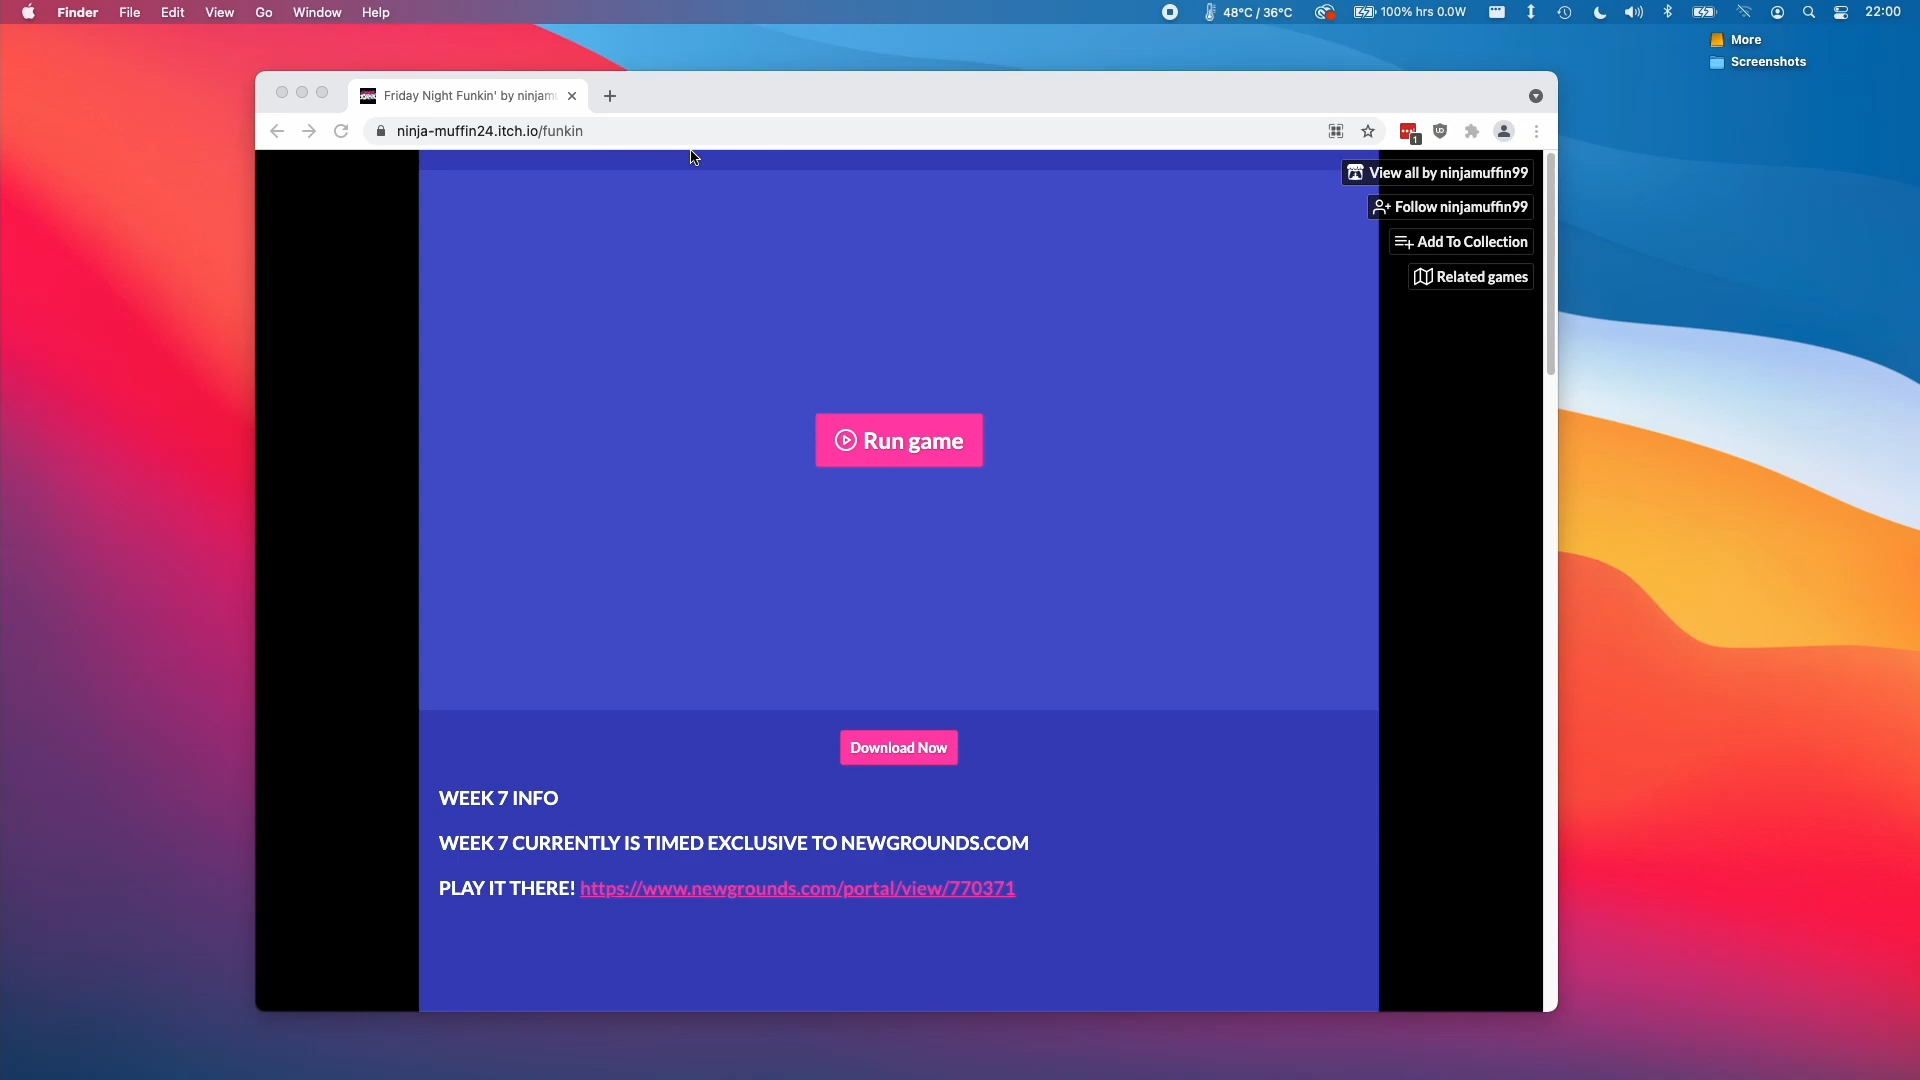 Finder File Edit View Go Window Help 48°C / 36°C 100% hrs 0.0W 22:00
More
Screenshots
Friday Night Funkin' by ninjam
ninja-muffin24.itch.io/funkin
1
View all by ninjamuffin99
Follow ninjamuffin99
Add To Collection
Related games
Run game
Download Now
WEEK 7 INFO
WEEK 7 CURRENTLY IS TIMED EXCLUSIVE TO NEWGROUNDS.COM
PLAY IT THERE! https://www.newgrounds.com/portal/view/770371